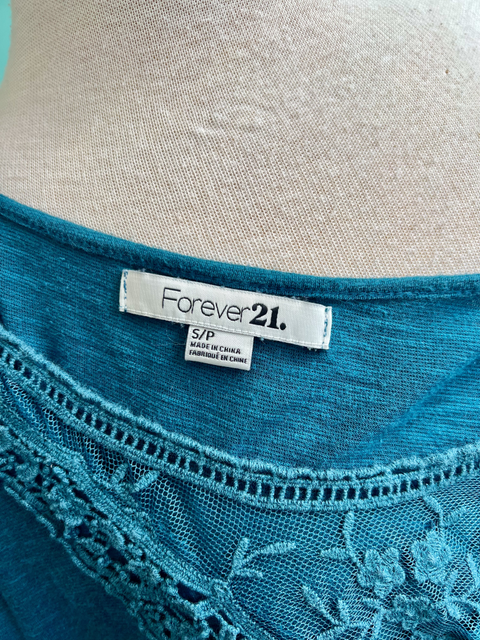 Forever21.
S/P
MADE IN CHINA
FABRIQUÉ EN CHINE